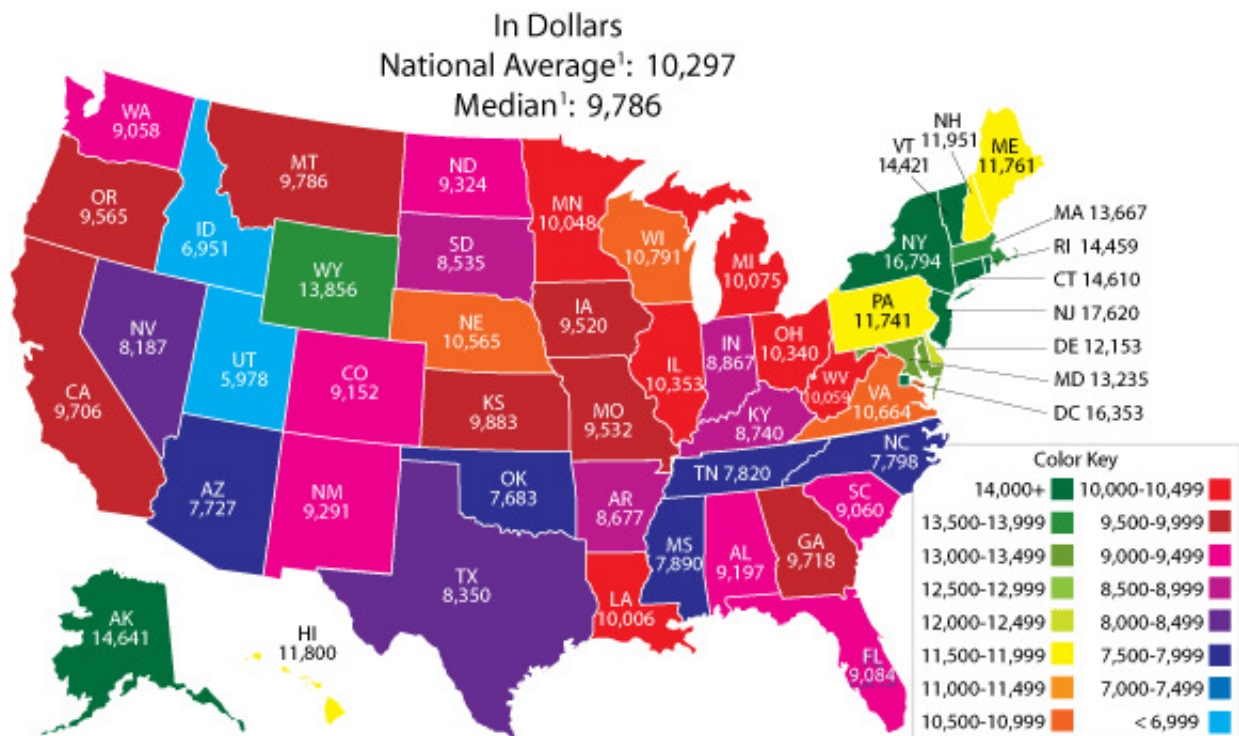 In Dollars
National Average¹: 10,297
Median¹: 9,786
WA
9,058
OR
9,565
CA
9,706
NV
8,187
ID
6,951
MT
9,786
WY
13,856
UT
5,978
AZ
7,727
CO
9,152
NM
9,291
ND
9,324
SD
8,535
NE
10,565
KS
9,883
OK
7,683
TX
8,350
MN
10,048
IA
9,520
MO
9,532
AR
8,677
LA
10,006
WI
10,791
IL
10,353
MI
10,075
IN
8,867
OH
10,340
KY
8,740
TN 7,820
MS
7,890
AL
9,197
GA
9,718
FL
9,084
SC
9,060
NC
7,798
VA
10,664
WV
10,059
PA
11,741
NY
16,794
VT
14,421
NH
11,951
ME
11,761
MA 13,667
RI 14,459
CT 14,610
NJ 17,620
DE 12,153
MD 13,235
DC 16,353
AK
14,641
HI
11,800
Color Key
14,000+ 10,000-10,499
13,500-13,999 9,500-9,999
13,000-13,499 9,000-9,499
12,500-12,999 8,500-8,999
12,000-12,499 8,000-8,499
11,500-11,999 7,500-7,999
11,000-11,499 7,000-7,499
10,500-10,999 < 6,999